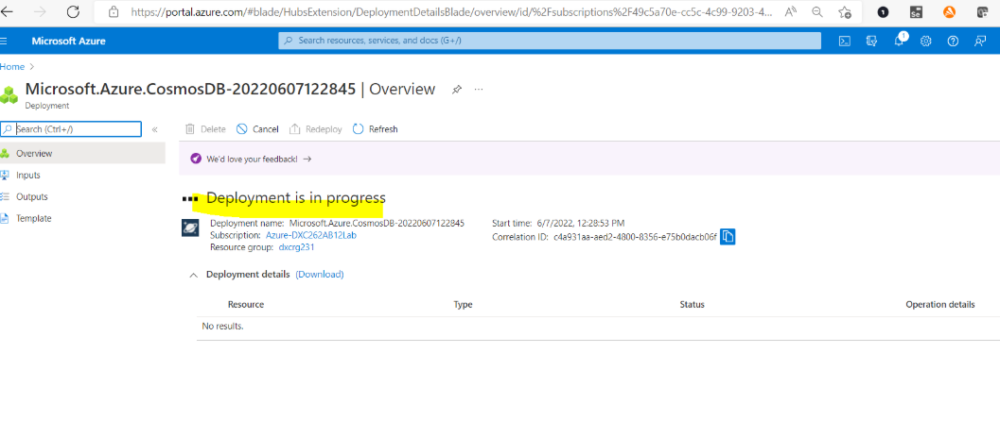 https://portal.azure.com/#blade/HubsExtension/DeploymentDetailsBlade/overview/id/%2Fsubscriptions%2F49c5a70e-cc5c-4c99-9203-4...
Microsoft Azure
Search resources, services, and docs (G+/)
1
Home >
Microsoft.Azure.CosmosDB-20220607122845 | Overview
Deployment
Search (Ctrl+/)
Delete Cancel Redeploy Refresh
Overview
Inputs
Outputs
Template
We'd love your feedback! →
Deployment is in progress
Deployment name: Microsoft.Azure.CosmosDB-20220607122845
Subscription: Azure-DXC262AB12Lab
Resource group: dxcrg231
Start time: 6/7/2022, 12:28:53 PM
Correlation ID: c4a931aa-aed2-4800-8356-e75b0dacb06f
Deployment details (Download)
Resource Type Status Operation details
No results.